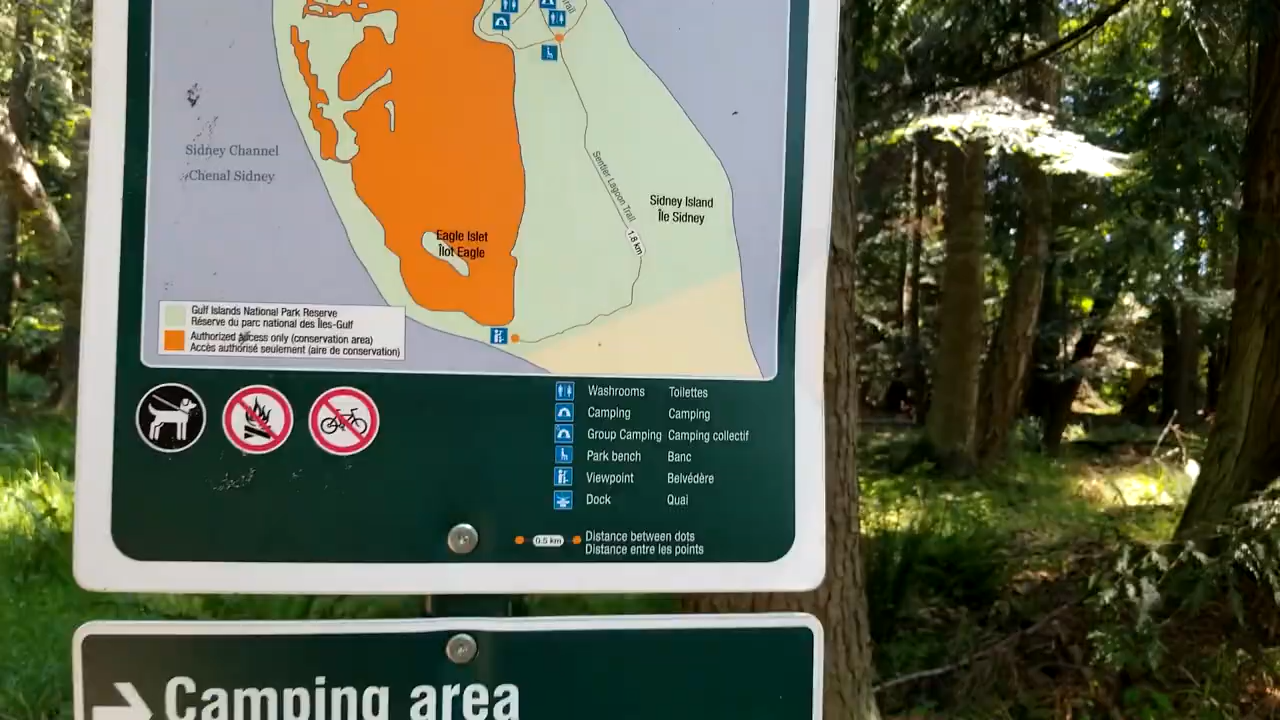 Trail
Sidney Channel
Chenal Sidney
Sentier Lagoon Trail
1.8 km
Sidney Island
Île Sidney
Eagle Islet
Îlot Eagle
Gulf Islands National Park Reserve
Réserve du parc national des Îles-Gulf
Authorized access only (conservation area)
Accès authorisé seulement (aire de conservation)
Washrooms Toilettes
Camping Camping
Group Camping Camping collectif
Park bench Banc
Viewpoint Belvédère
Dock Quai
0.5 km
Distance between dots
Distance entre les points
Camping area